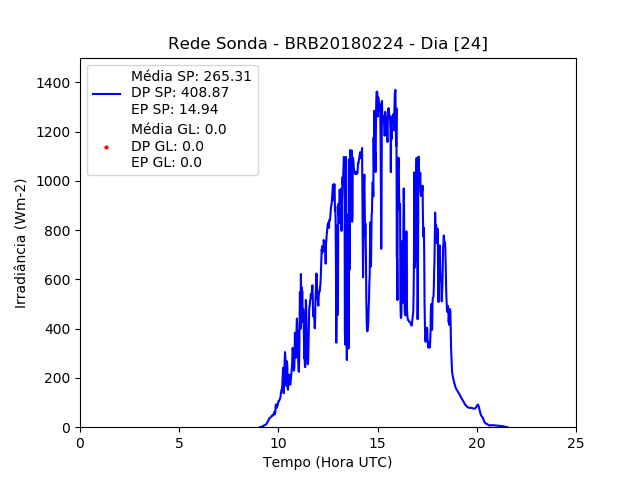 Rede Sonda - BRB20180224 - Dia [24]
Média SP: 265.31
DP SP: 408.87
EP SP: 14.94
Média GL: 0.0
DP GL: 0.0
EP GL: 0.0
Irradiância (Wm-2)
1400
1200
1000
800
600
400
200
0
0 5 10 15 20 25
Tempo (Hora UTC)